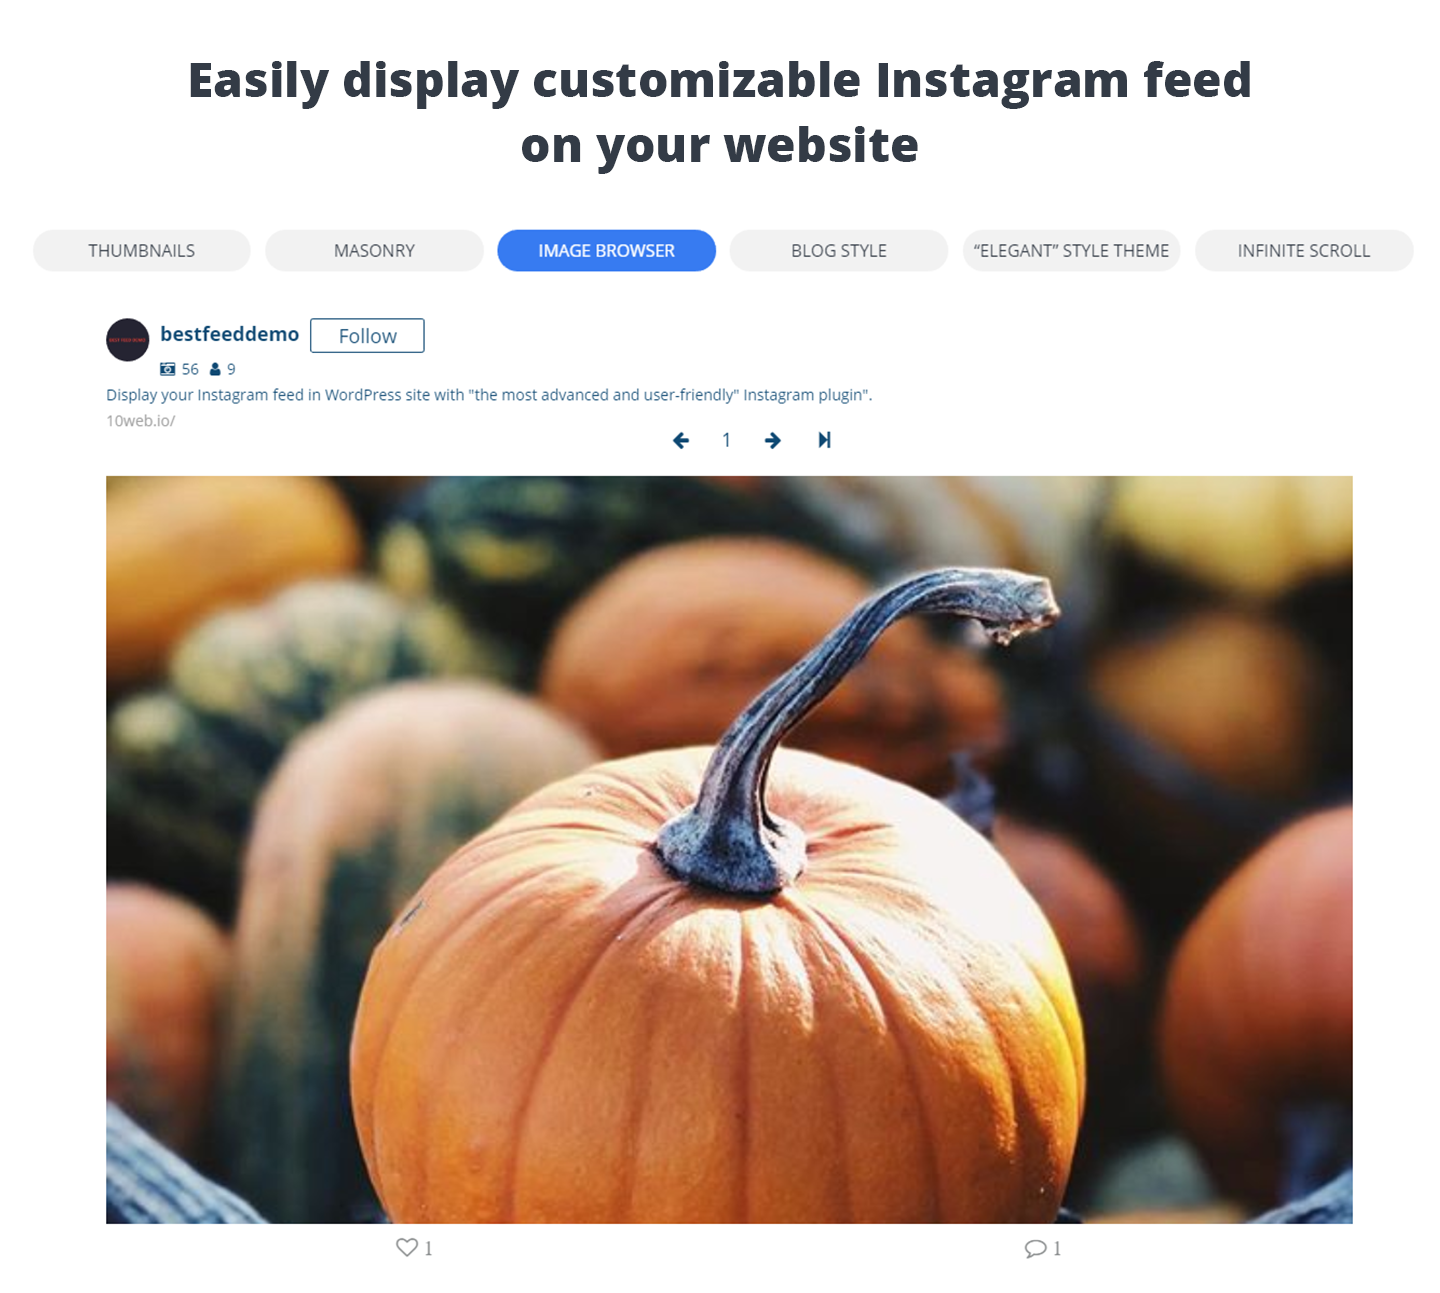 Easily display customizable Instagram feed
on your website
THUMBNAILS
MASONRY
IMAGE BROWSER
BLOG STYLE
“ELEGANT” STYLE THEME
INFINITE SCROLL
bestfeeddemo
Follow
56 9
Display your Instagram feed in WordPress site with "the most advanced and user-friendly" Instagram plugin".
10web.io/
1
1
1